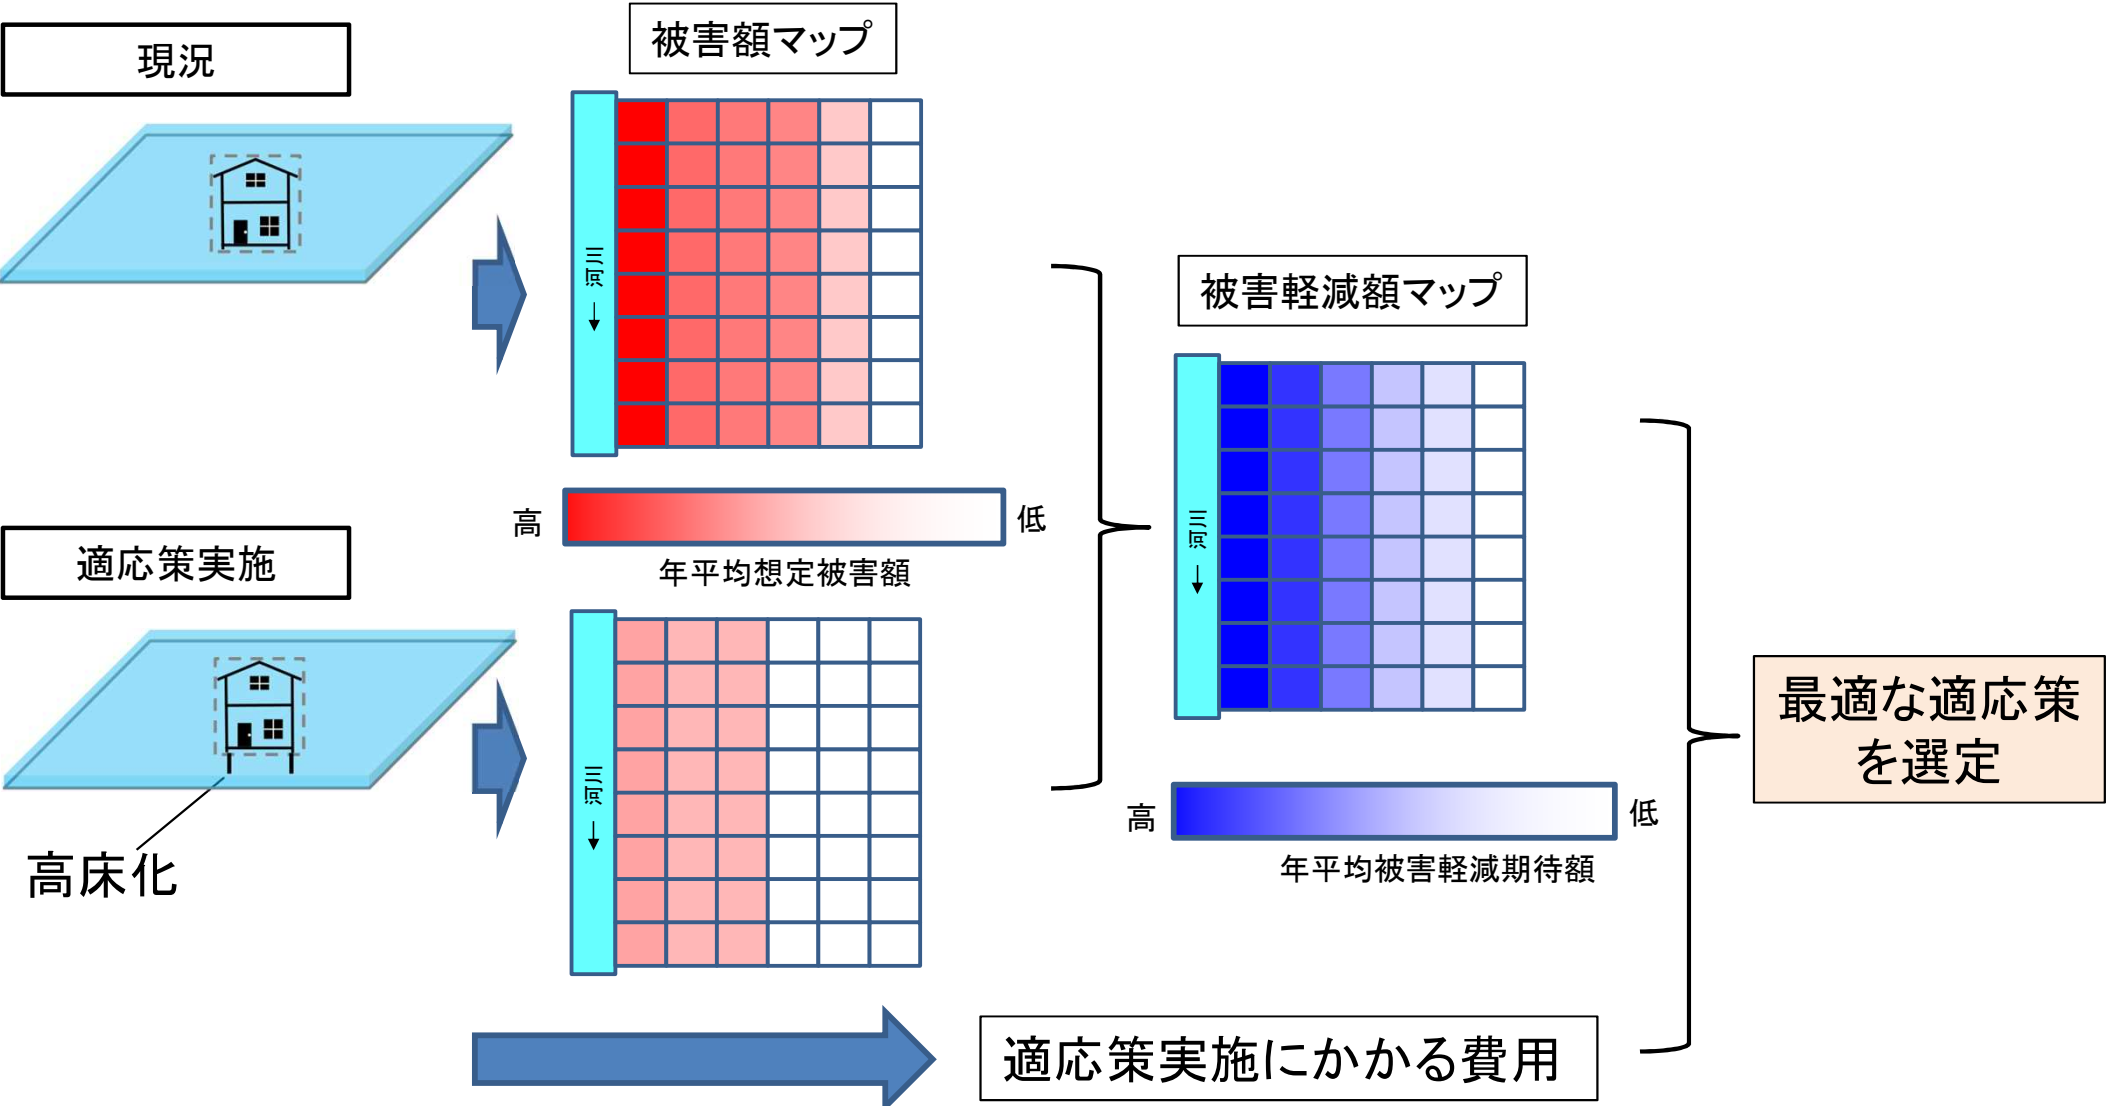 現況
被害額マップ
河川
高
低
年平均想定被害額
適応策実施
高床化
河川
被害軽減額マップ
河川
高
低
年平均被害軽減期待額
適応策実施にかかる費用
最適な適応策
を選定